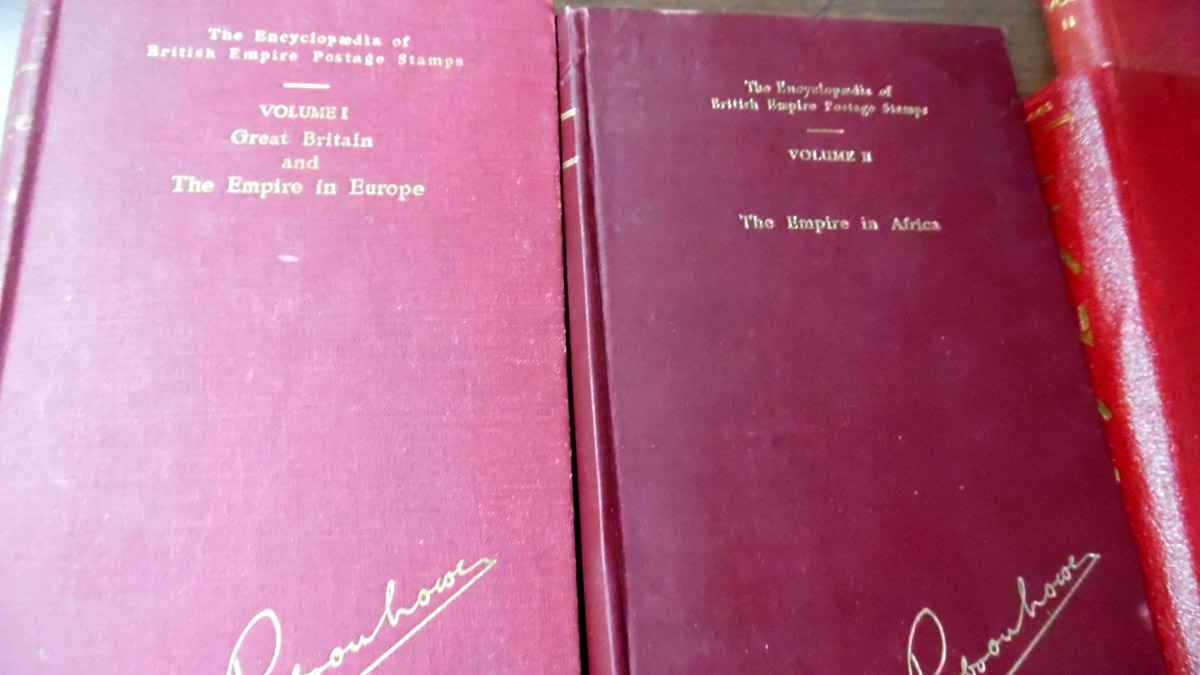 The Encyclopædia of
British Empire Postage Stamps
VOLUME I
Great Britain
and
The Empire in Europe
The Encyclopædia of
British Empire Postage Stamps
VOLUME II
The Empire in Africa